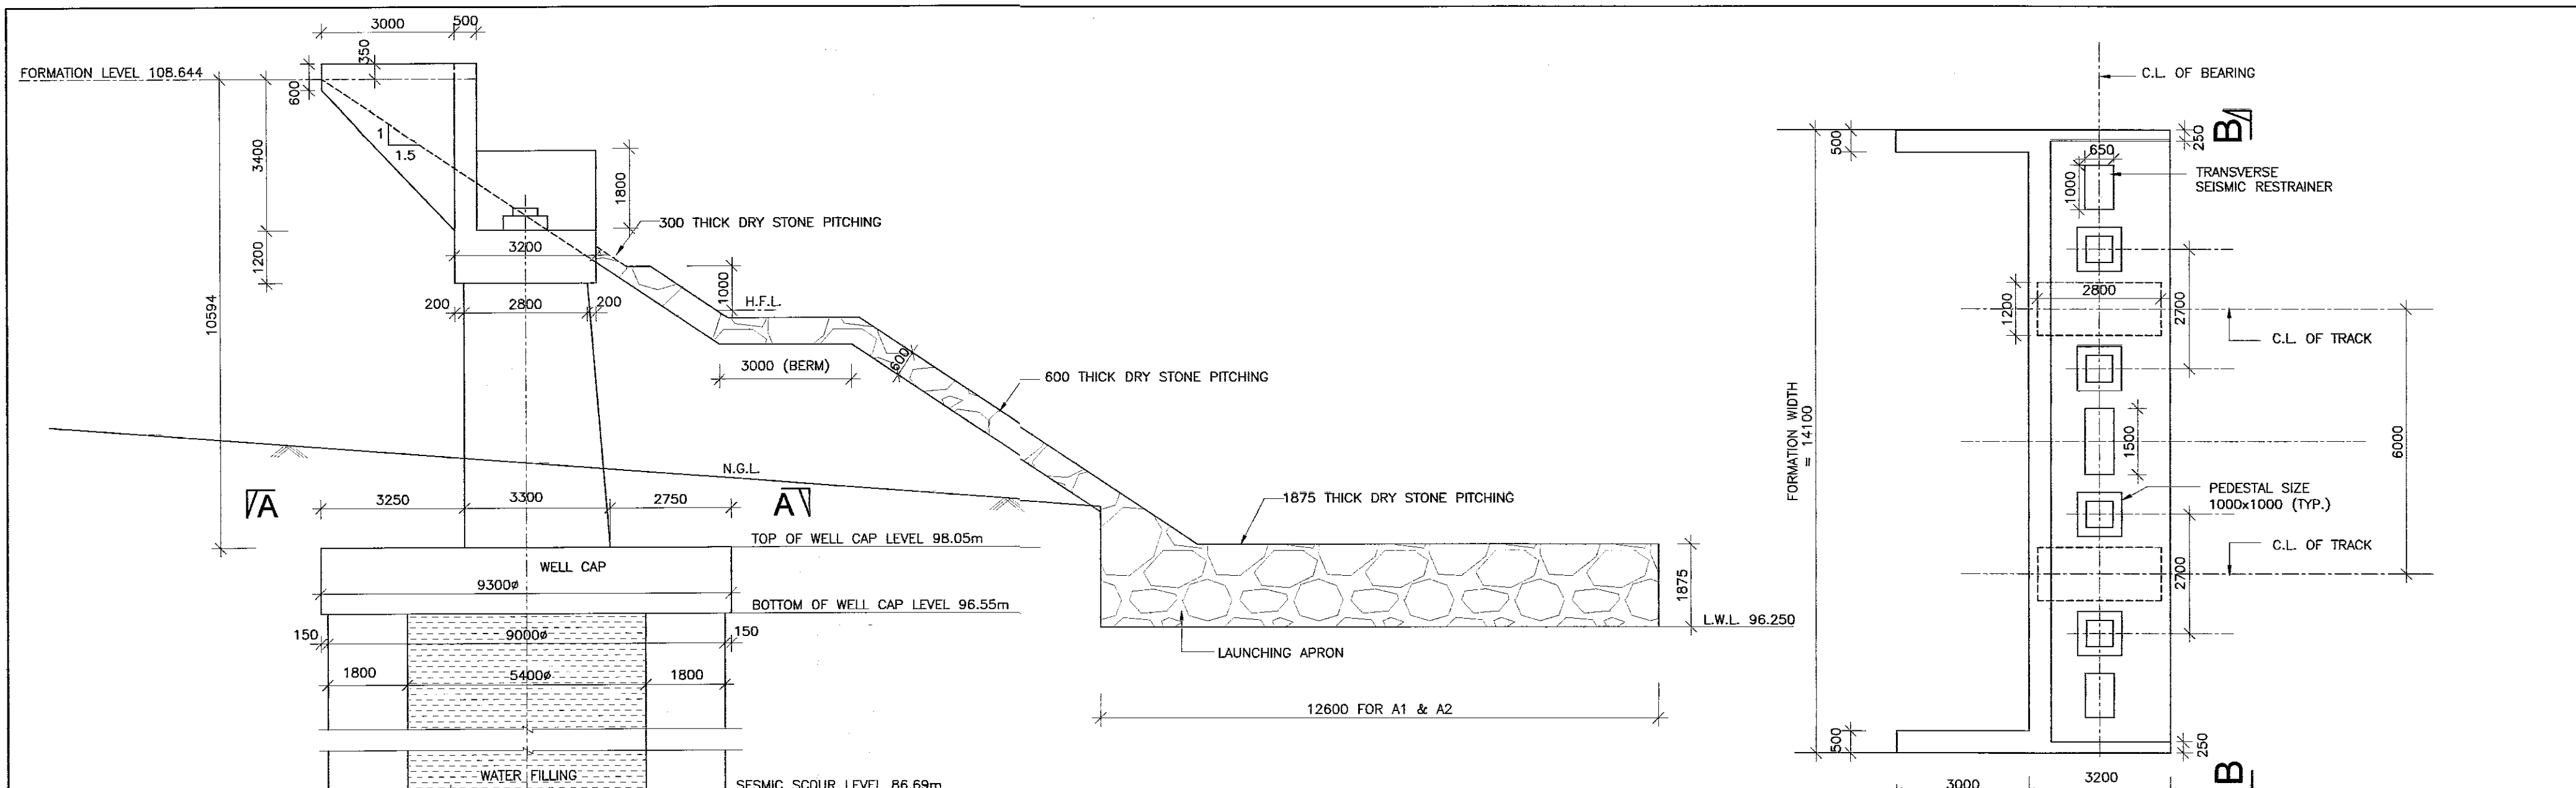 3000 500
350
FORMATION LEVEL 108.644
600
3400
1
1.5
1800
300 THICK DRY STONE PITCHING
3200
1200
1000
H.F.L.
200 2800 200
10594
3000 (BERM)
600
600 THICK DRY STONE PITCHING
N.G.L.
A A
3250 3300 2750
1875 THICK DRY STONE PITCHING
TOP OF WELL CAP LEVEL 98.05m
WELL CAP
9300ø
1875
BOTTOM OF WELL CAP LEVEL 96.55m
L.W.L. 96.250
150 9000ø 150
LAUNCHING APRON
1800 5400ø 1800
12600 FOR A1 & A2
WATER FILLING
SESMIC SCOUR LEVEL 86.69m
C.L. OF BEARING
B
500
250
650
TRANSVERSE
SEISMIC RESTRAINER
1000
2800
1200
2700
C.L. OF TRACK
FORMATION WIDTH
= 14100
1500
6000
PEDESTAL SIZE
1000x1000 (TYP.)
C.L. OF TRACK
2700
500
250
B
3000 3200